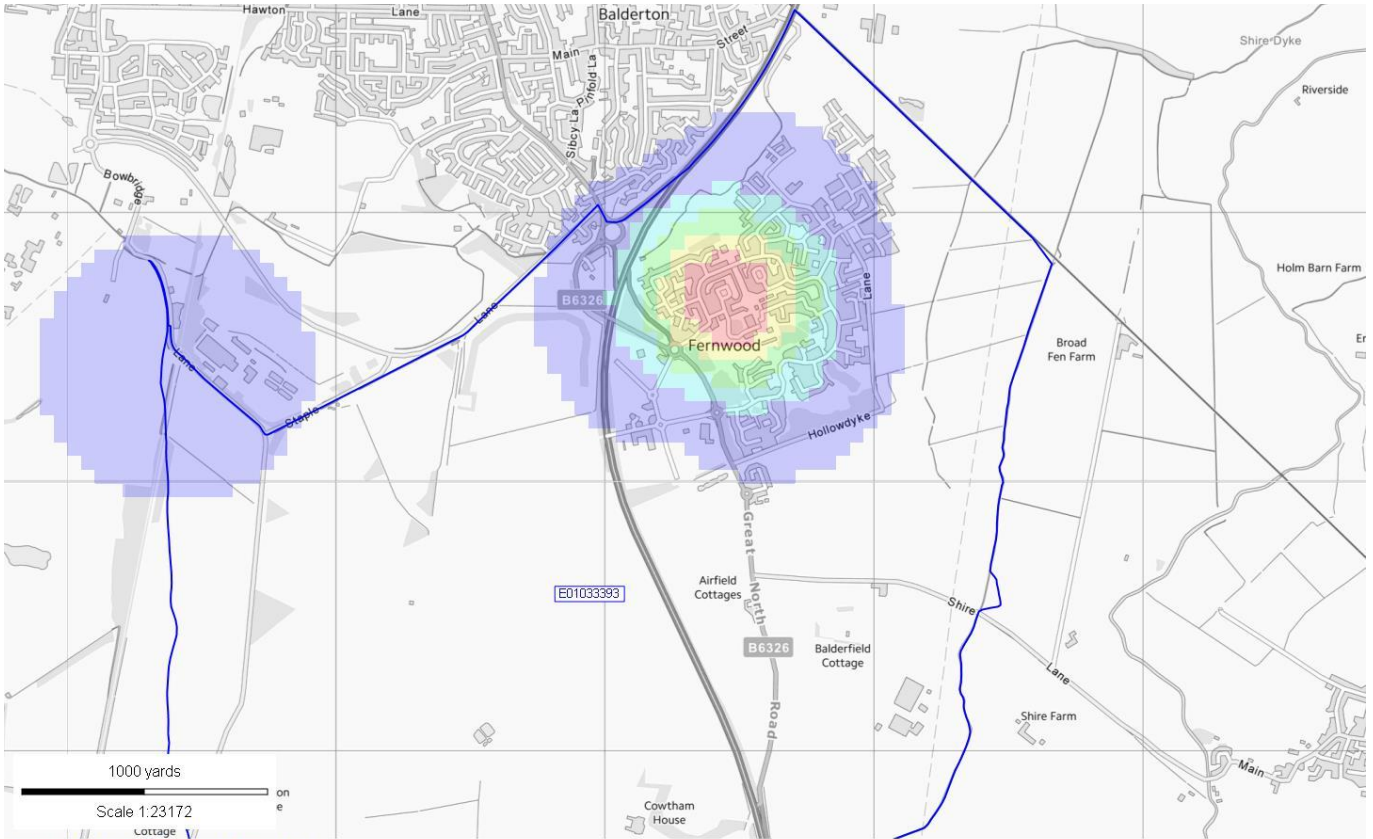 Hawton
Lane
Balderton
Street
Main
Sibcy La
Pinfold La
Shire Dyke
Riverside
Bowbridge
Holm Barn Farm
B6326
Lane
Lane
Fernwood
Broad
Fen Farm
Lane
Staple
Hollowdyke
Great
North
Road
Airfield
Cottages
E01033393
Shire
Lane
B6326
Balderfield
Cottage
Shire Farm
Main
1000 yards
Scale 1:23172
Cottage
Cowtham
House